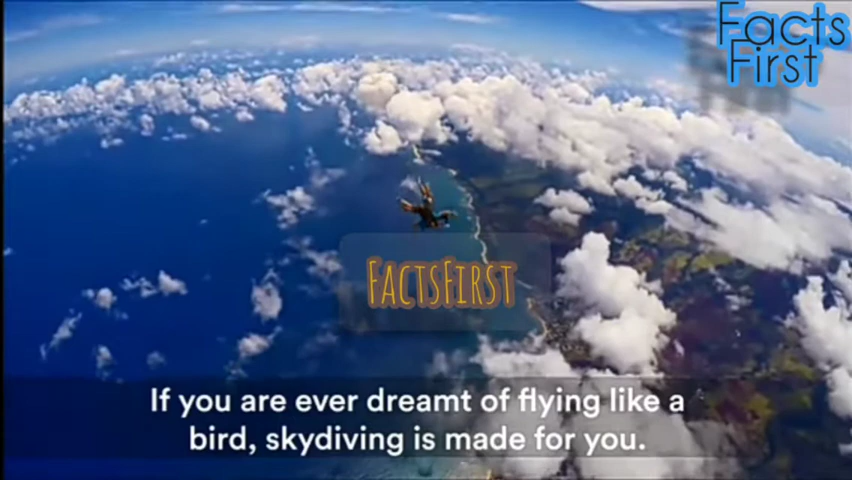 Facts
First
FactsFirst
If you are ever dreamt of flying like a
bird, skydiving is made for you.